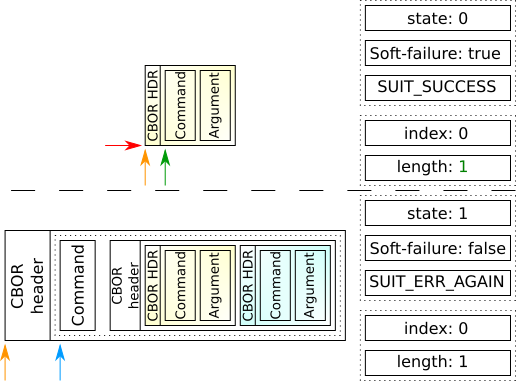 CBOR HDR
Command
Argument
state: 0
Soft-failure: true
SUIT_SUCCESS
index: 0
length: 1
CBOR
header
Command
CBOR
header
CBOR HDR
Command
Argument
CBOR HDR
Command
Argument
state: 1
Soft-failure: false
SUIT_ERR_AGAIN
index: 0
length: 1